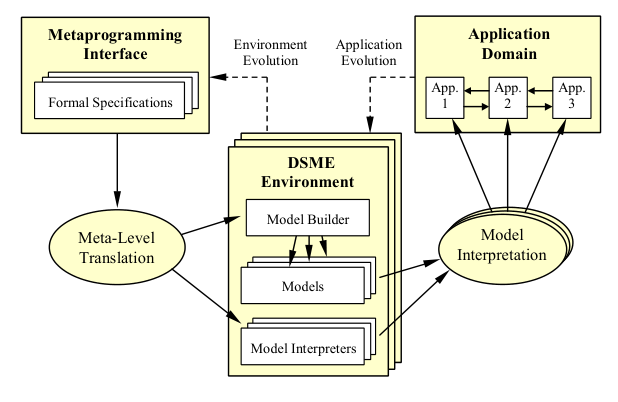 Metaprogramming
Interface
Formal Specifications
Environment
Evolution
Application
Evolution
Application
Domain
App.
1
App.
2
App.
3
DSME
Environment
Model Builder
Models
Model Interpreters
Meta-Level
Translation
Model
Interpretation